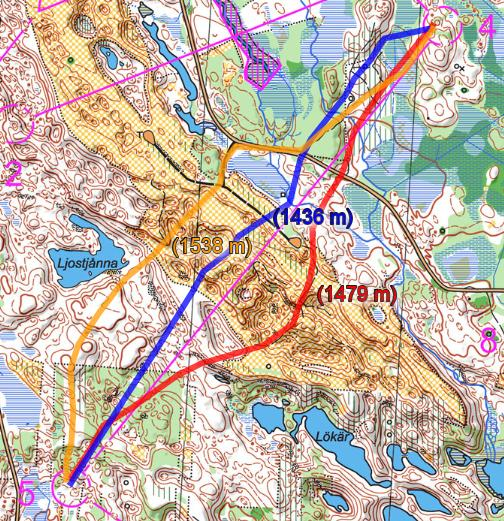 4
2
(1436 m)
(1538 m)
Ljostjänna
(1479 m)
8
Lökär
5